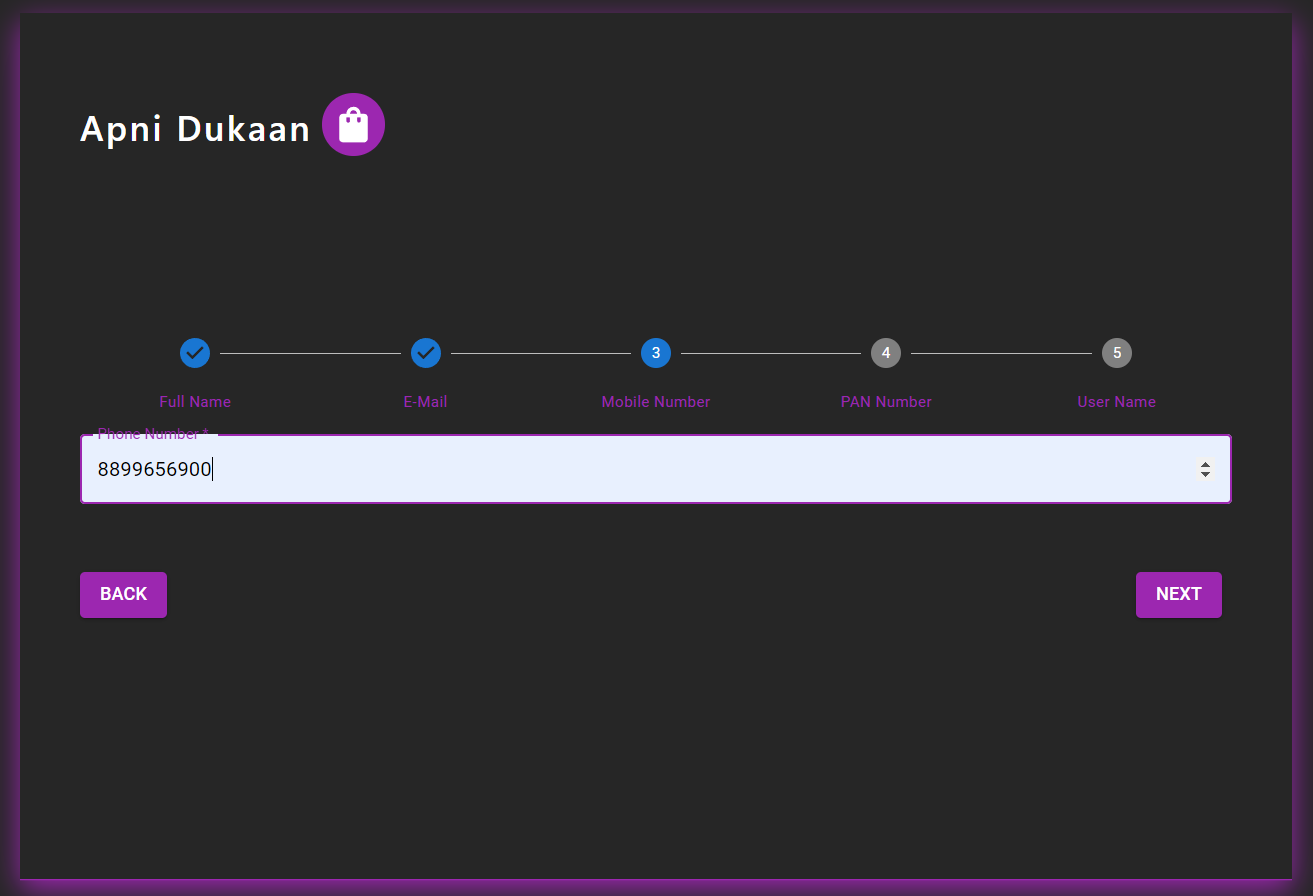 Apni Dukaan
3 4 5
Full Name E-Mail Mobile Number PAN Number User Name
Phone Number *
8899656900
BACK NEXT